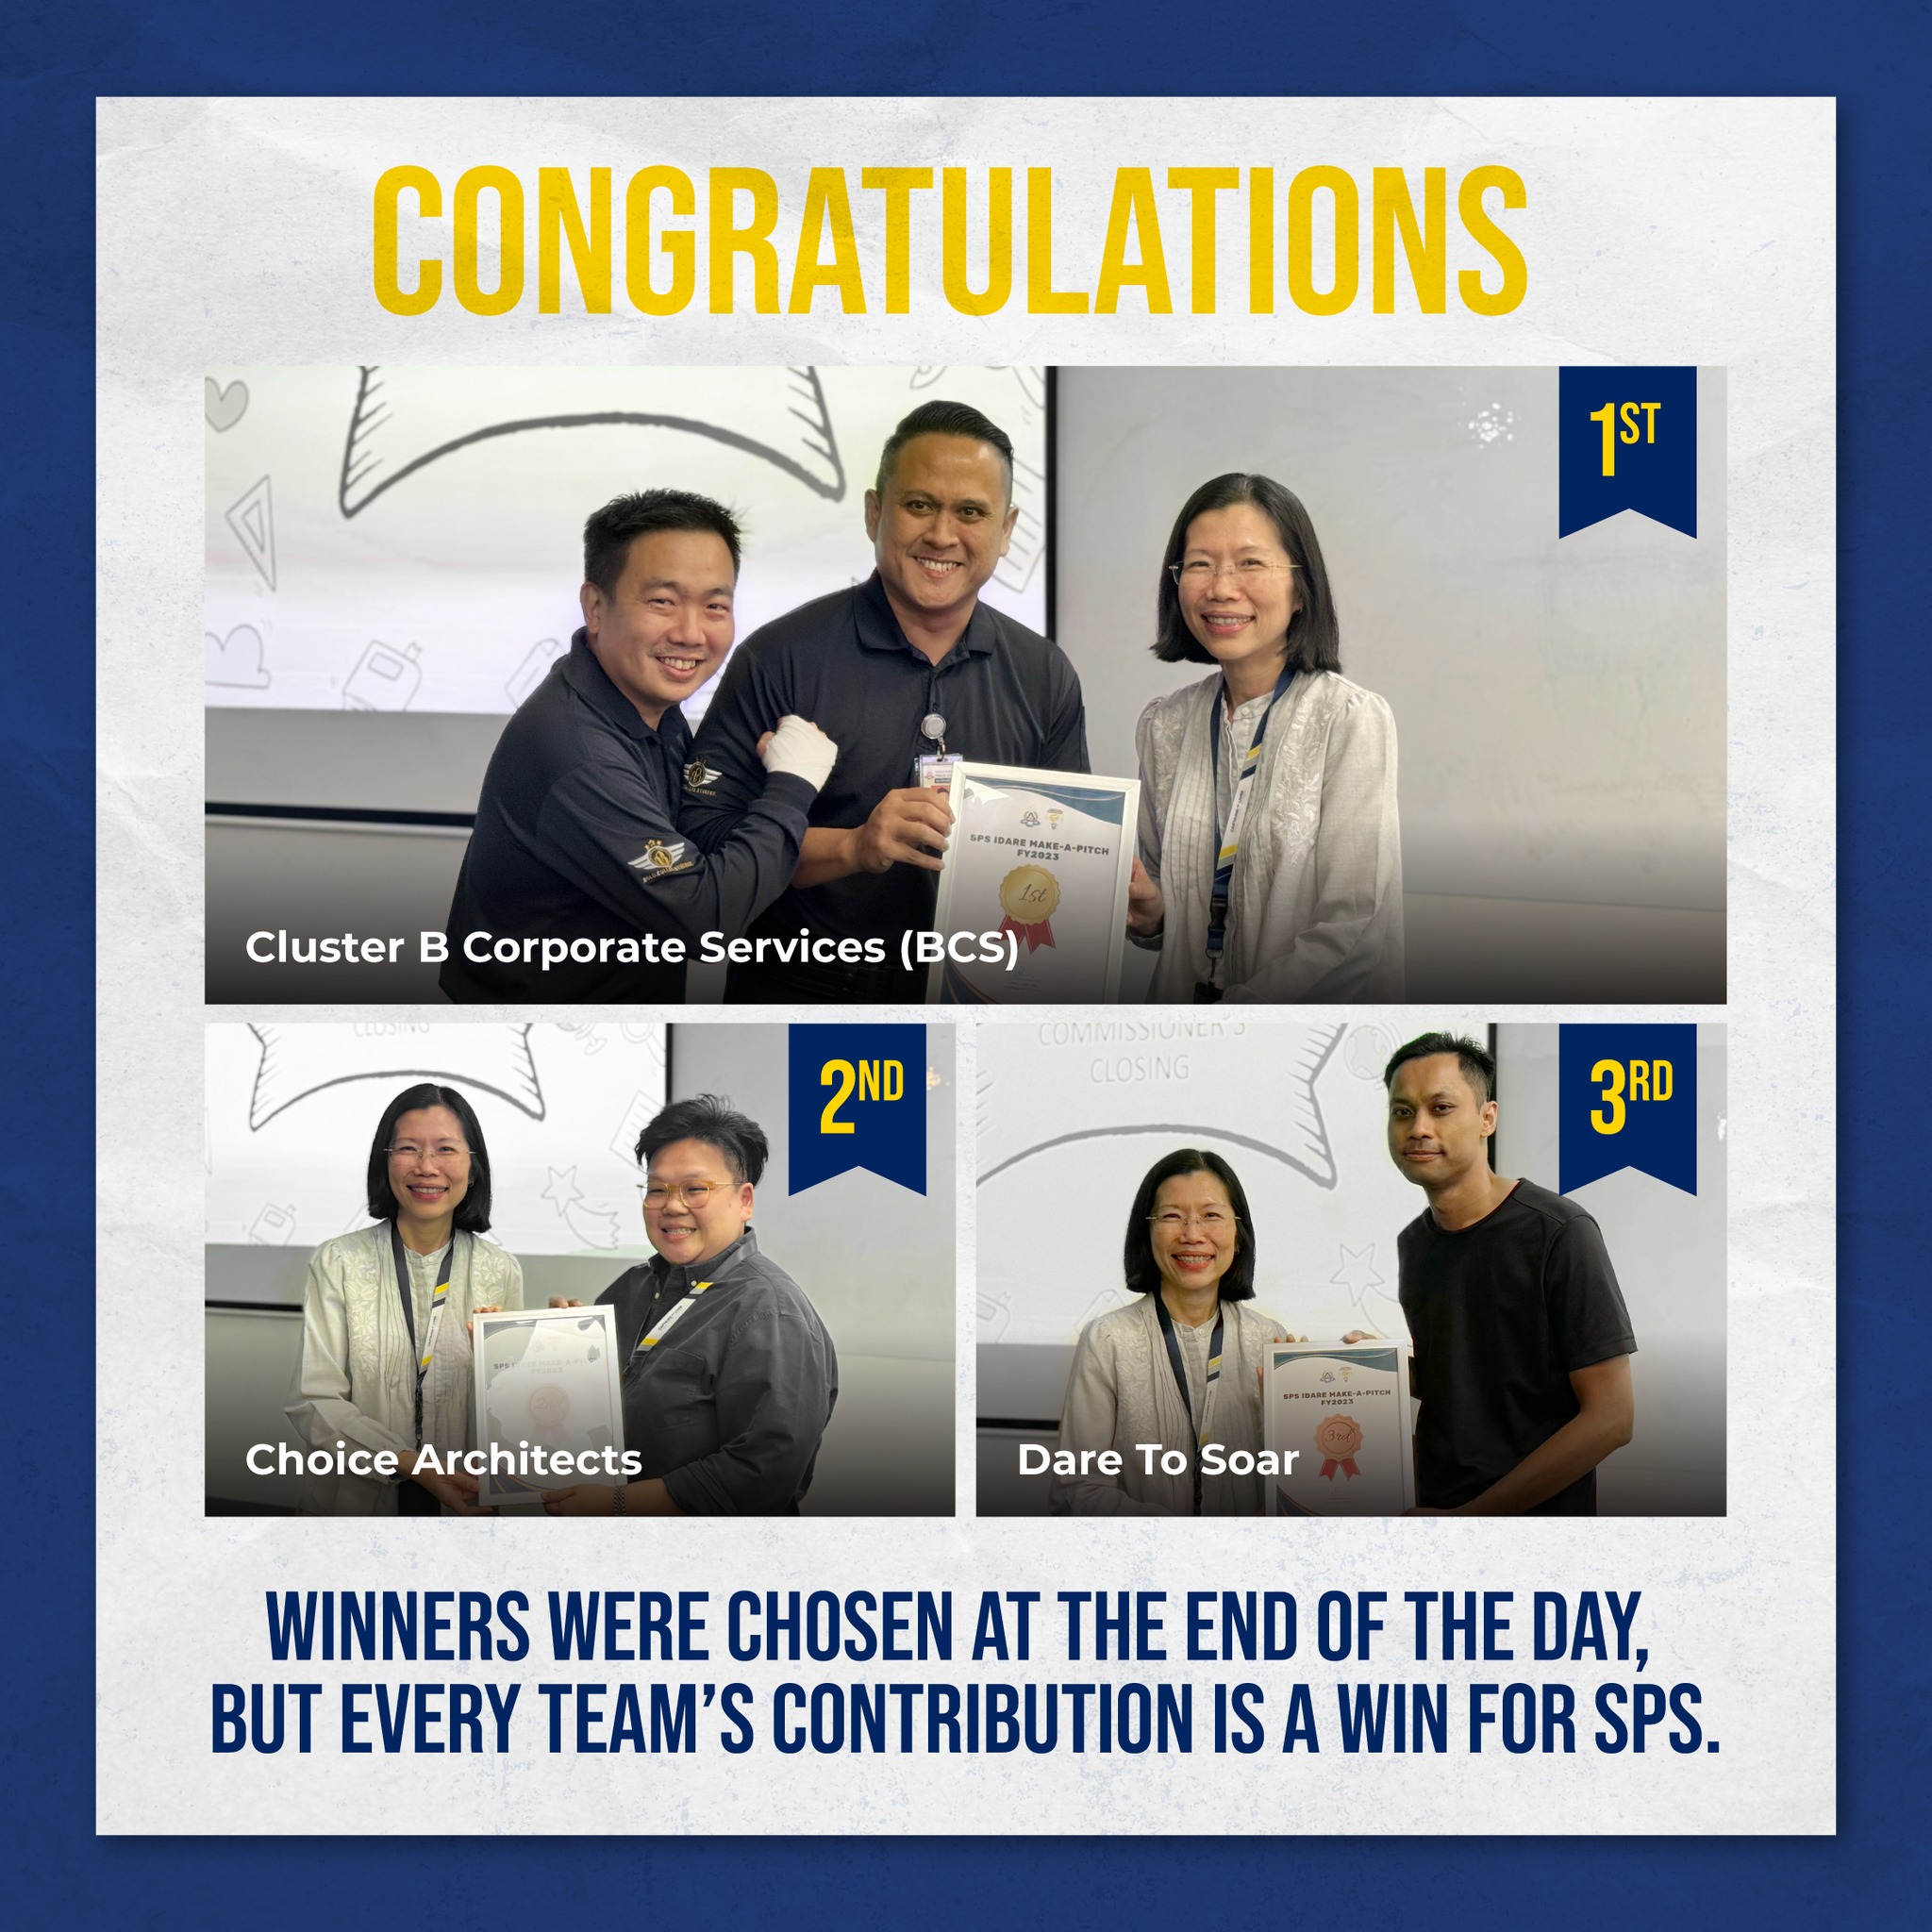 CONGRATULATIONS
1ST
SPS IDARE MAKE-A-PITCH
FY2023
1st
Cluster B Corporate Services (BCS)
CLOSING
2ND
SPS
2nd
Choice Architects
COMMISSIONER'S
CLOSING
3RD
SPS IDARE MAKE-A-PITCH
FY2023
3rd
Dare To Soar
WINNERS WERE CHOSEN AT THE END OF THE DAY,
BUT EVERY TEAM’S CONTRIBUTION IS A WIN FOR SPS.